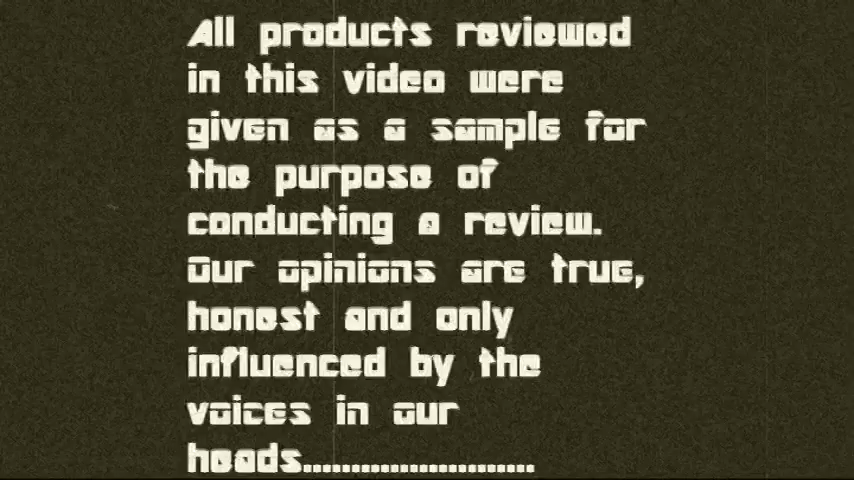 All products reviewed
in this video were
given as a sample for
the purpose of
conducting a review.
Our opinions are true,
honest and only
influenced by the
voices in our
heads........................